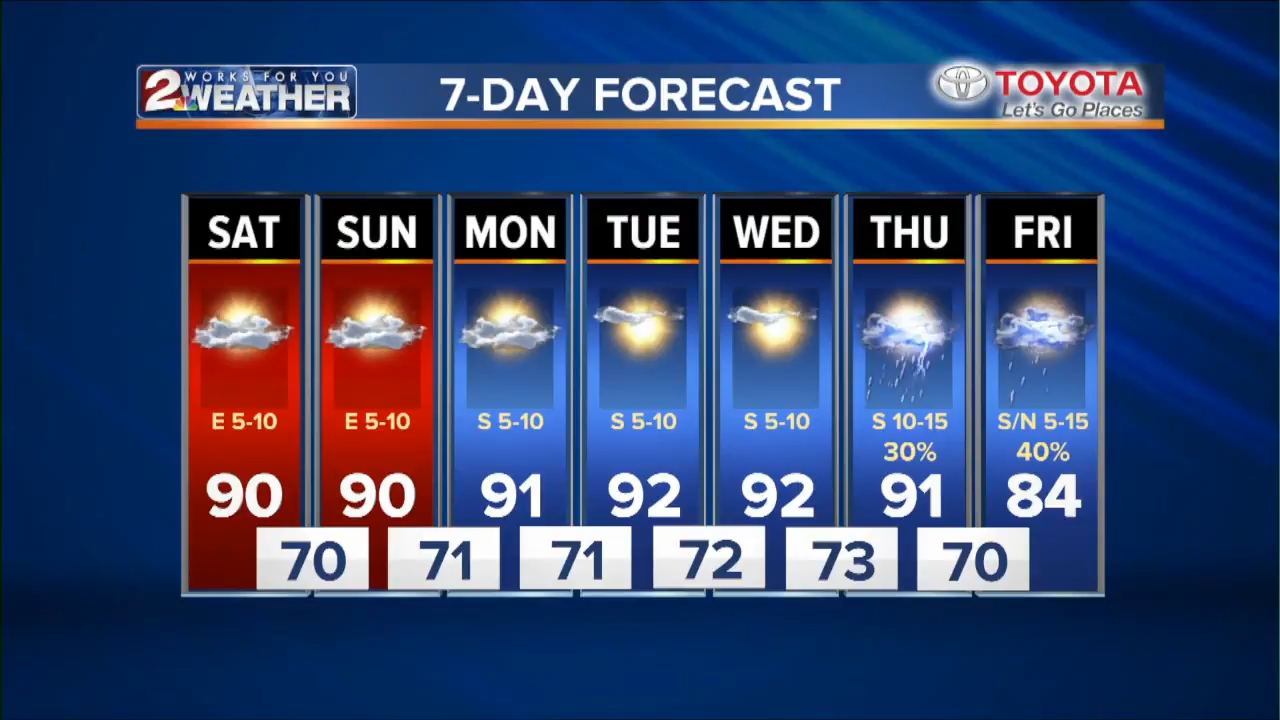 2 WORKS FOR YOU
WEATHER
7-DAY FORECAST
TOYOTA
Let's Go Places
SAT SUN MON TUE WED THU FRI
E 5-10 E 5-10 S 5-10 S 5-10 S 5-10 S 10-15 S/N 5-15
30% 40%
90 90 91 92 92 91 84
70 71 71 72 73 70